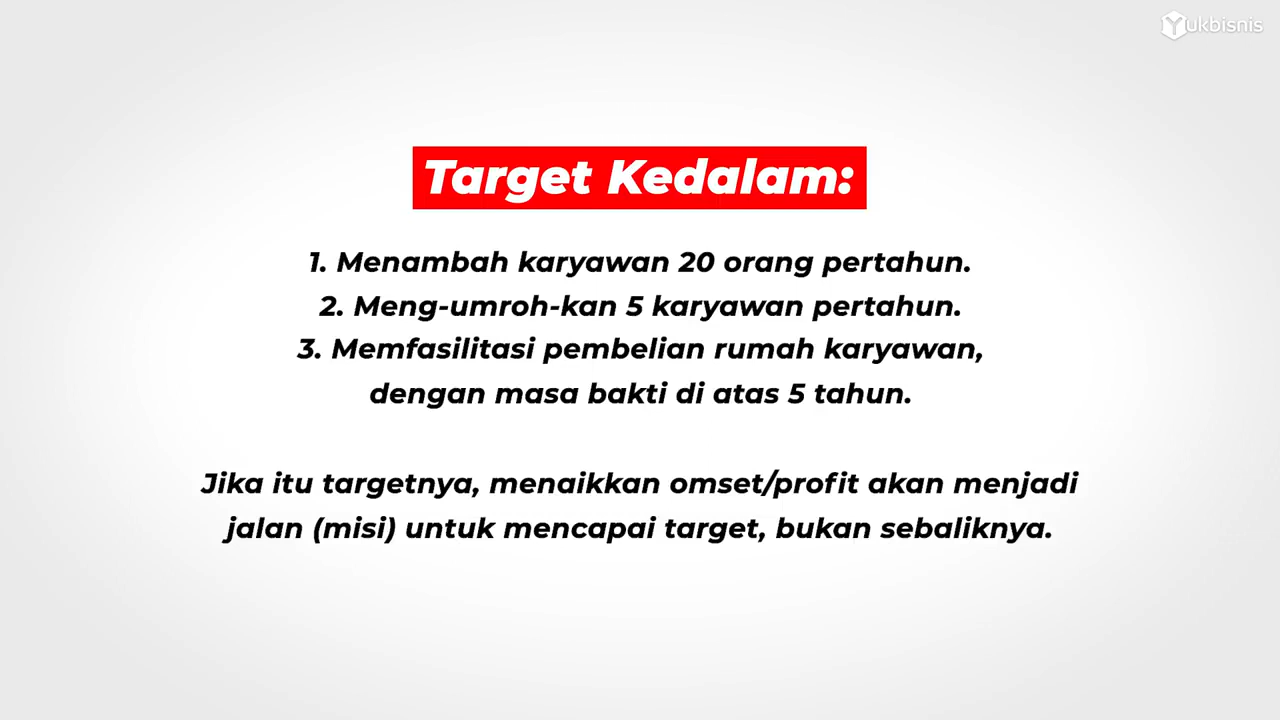 Yukbisnis
Target Kedalam:
1. Menambah karyawan 20 orang pertahun.
2. Meng-umroh-kan 5 karyawan pertahun.
3. Memfasilitasi pembelian rumah karyawan,
dengan masa bakti di atas 5 tahun.
Jika itu targetnya, menaikkan omset/profit akan menjadi
jalan (misi) untuk mencapai target, bukan sebaliknya.